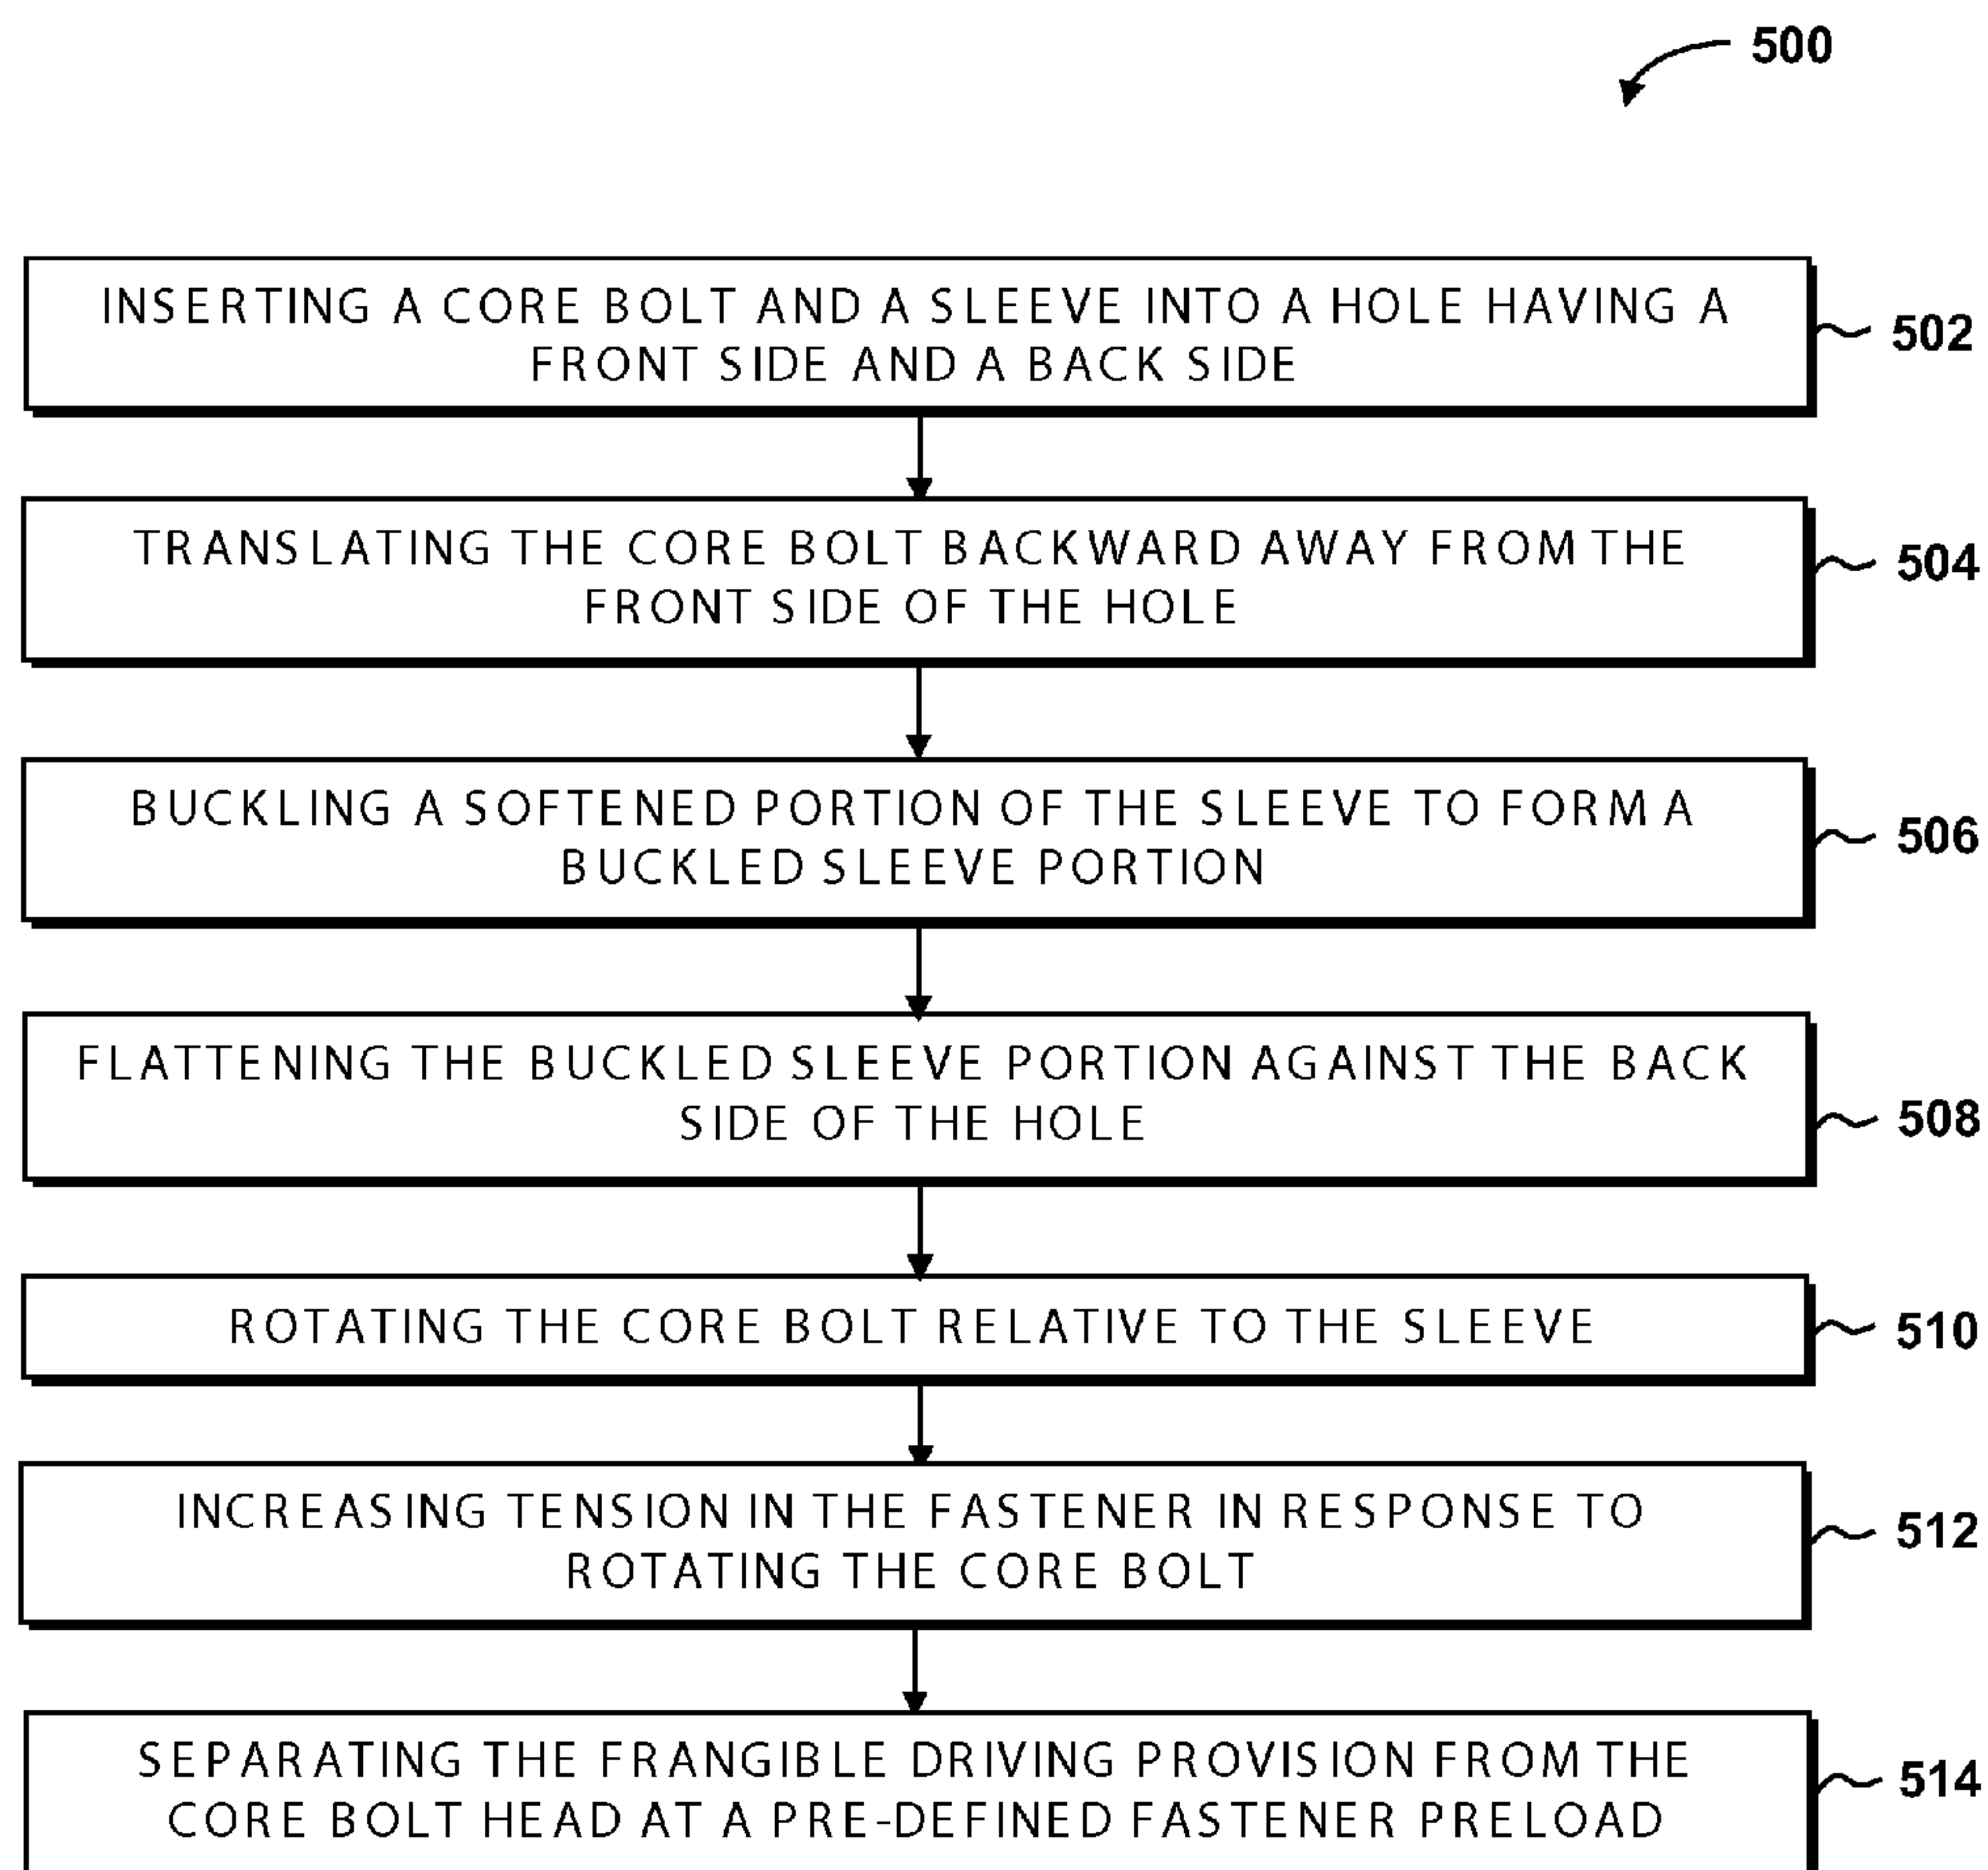 500
INSERTING A CORE BOLT AND A SLEEVE INTO A HOLE HAVING A
FRONT SIDE AND A BACK SIDE
502
TRANSLATING THE CORE BOLT BACKWARD AWAY FROM THE
FRONT SIDE OF THE HOLE
504
BUCKLING A SOFTENED PORTION OF THE SLEEVE TO FORM A
BUCKLED SLEEVE PORTION
506
FLATTENING THE BUCKLED SLEEVE PORTION AGAINST THE BACK
SIDE OF THE HOLE
508
ROTATING THE CORE BOLT RELATIVE TO THE SLEEVE
510
INCREASING TENSION IN THE FASTENER IN RESPONSE TO
ROTATING THE CORE BOLT
512
SEPARATING THE FRANGIBLE DRIVING PROVISION FROM THE
CORE BOLT HEAD AT A PRE-DEFINED FASTENER PRELOAD
514